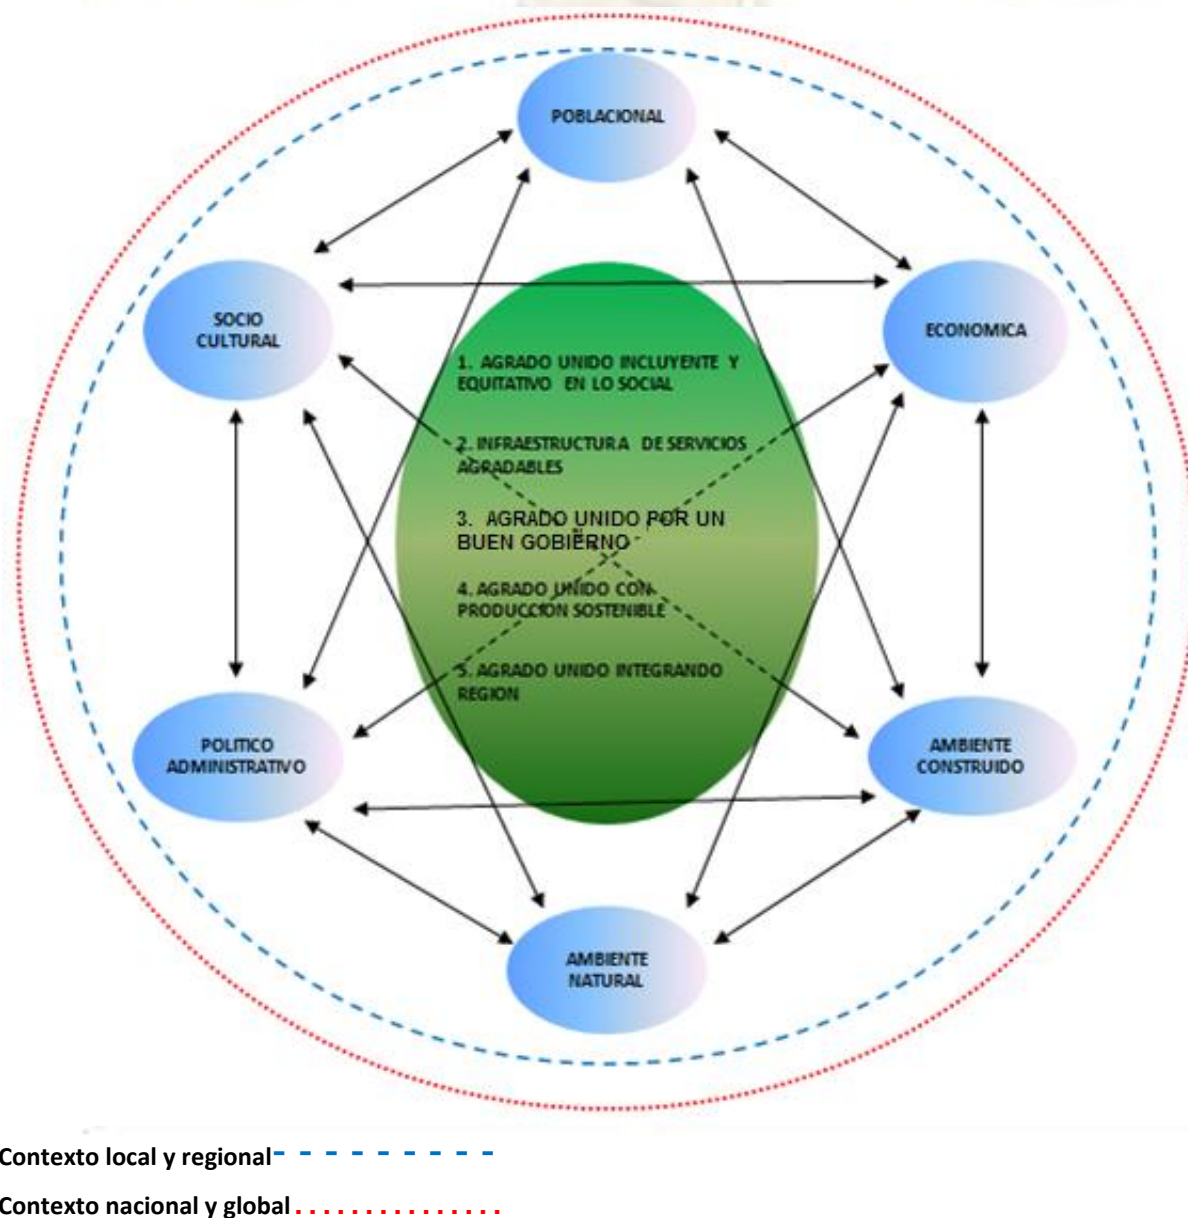 POBLACIONAL
SOCIO
CULTURAL
ECONOMICA
1. AGRADO UNIDO INCLUYENTE Y
EQUITATIVO EN LO SOCIAL
2. INFRAESTRUCTURA DE SERVICIOS
AGRADABLES
3. AGRADO UNIDO POR UN
BUEN GOBIERNO
4. AGRADO UNIDO CON
PRODUCCIÓN SOSTENIBLE
5. AGRADO UNIDO INTEGRANDO
REGION
POLITICO
ADMINISTRATIVO
AMBIENTE
CONSTRUIDO
AMBIENTE
NATURAL
Contexto local y regional- - - - - - - - -
Contexto nacional y global . . . . . . . . . . . . . . .